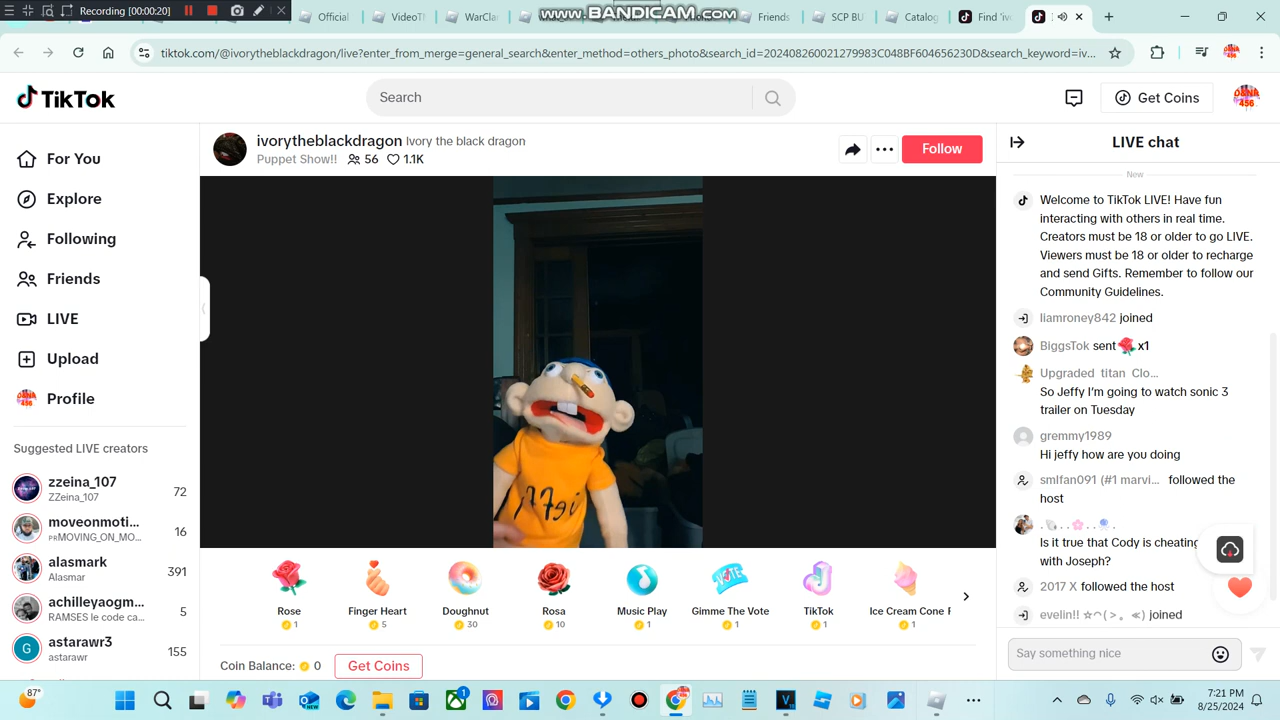 Recording [00:00:20]
www.BANDICAM.com
Official
VideoT
WarCla
Friends
SCP BU
Catalog
Find 'iv
tiktok.com/@ivorytheblackdragon/live?enter_from_merge=general_search&enter_method=others_photo&search_id=202408260021279983C048BF604656230D&search_keyword=iv...
TikTok
Search
Get Coins
D&NA
456
For You
Explore
Following
Friends
LIVE
Upload
Profile
Suggested LIVE creators
zzeina_107
ZZeina_107
72
moveonmoti...
PRMOVING_ON_MO...
16
alasmark
Alasmar
391
achilleyaogm...
RAMSES le code ca...
5
G
astarawr3
astarawr
155
ivorytheblackdragon Ivory the black dragon
Puppet Show!! 56 1.1K
Follow
Rose
1
Finger Heart
5
Doughnut
30
Rosa
10
Music Play
1
VOTE
Gimme The Vote
1
TikTok
1
Ice Cream Cone F
1
Coin Balance: 0 Get Coins
LIVE chat
New
Welcome to TikTok LIVE! Have fun
interacting with others in real time.
Creators must be 18 or older to go LIVE.
Viewers must be 18 or older to recharge
and send Gifts. Remember to follow our
Community Guidelines.
liamroney842 joined
BiggsTok sent x1
Upgraded titan Clo...
So Jeffy I'm going to watch sonic 3
trailer on Tuesday
gremmy1989
Hi jeffy how are you doing
smlfan091 (#1 marvi... followed the
host
Is it true that Cody is cheating
with Joseph?
2017 X followed the host
evelin!! joined
Say something nice
87°
7:21 PM
8/25/2024